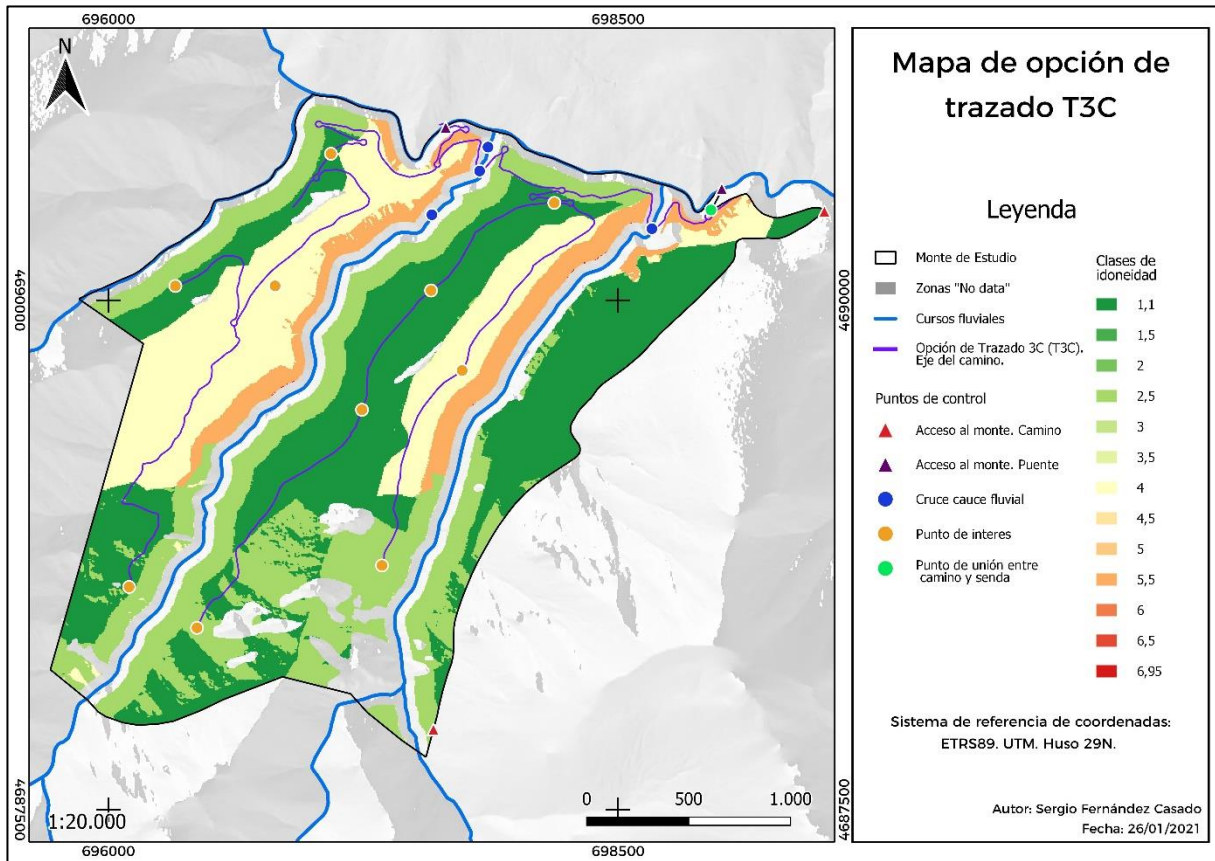 696000
698500
N
4690000
4690000
4687500
4687500
1:20.000
0
500
1.000
696000
698500
Mapa de opción de
trazado T3C
Leyenda
Monte de Estudio
Zonas "No data"
Cursos fluviales
Opción de Trazado 3C (T3C).
Eje del camino.
Puntos de control
Acceso al monte. Camino
Acceso al monte. Puente
Cruce cauce fluvial
Punto de interes
Punto de unión entre
camino y senda
Clases de
idoneidad
1,1
1,5
2
2,5
3
3,5
4
4,5
5
5,5
6
6,5
6,95
Sistema de referencia de coordenadas:
ETRS89. UTM. Huso 29N.
Autor: Sergio Fernández Casado
Fecha: 26/01/2021